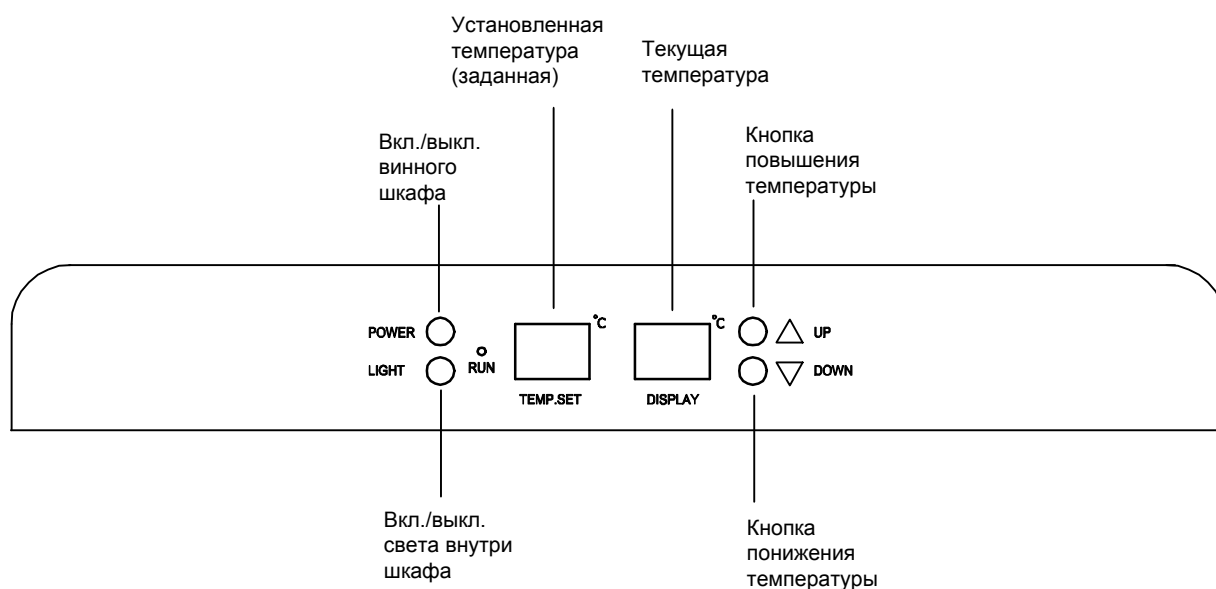 Установленная
температура
(заданная)
Текущая
температура
Вкл./выкл.
винного
шкафа
Кнопка
повышения
температуры
POWER
°C
°C
UP
LIGHT
RUN
DOWN
TEMP.SET
DISPLAY
Вкл./выкл.
света внутри
шкафа
Кнопка
понижения
температуры